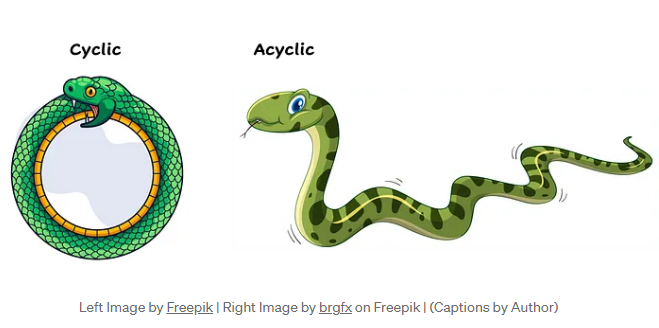 Cyclic
Acyclic
Left Image by Freepik | Right Image by brgfx on Freepik | (Captions by Author)